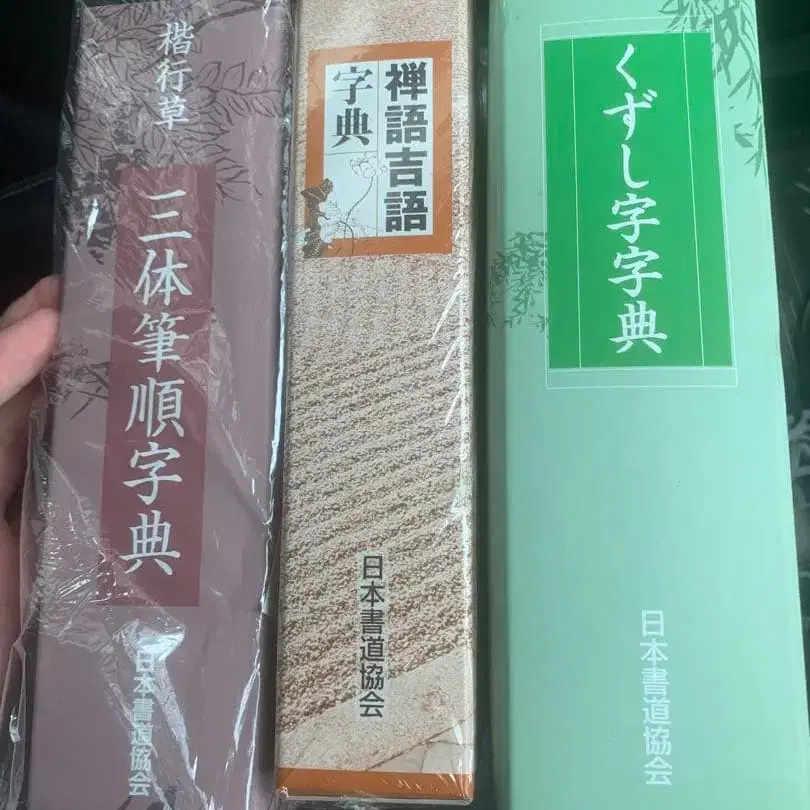 楷行草
三体筆順字典
日本書道協会
禅語吉語
字典
日本書道協会
くずし字字典
日本書道協会